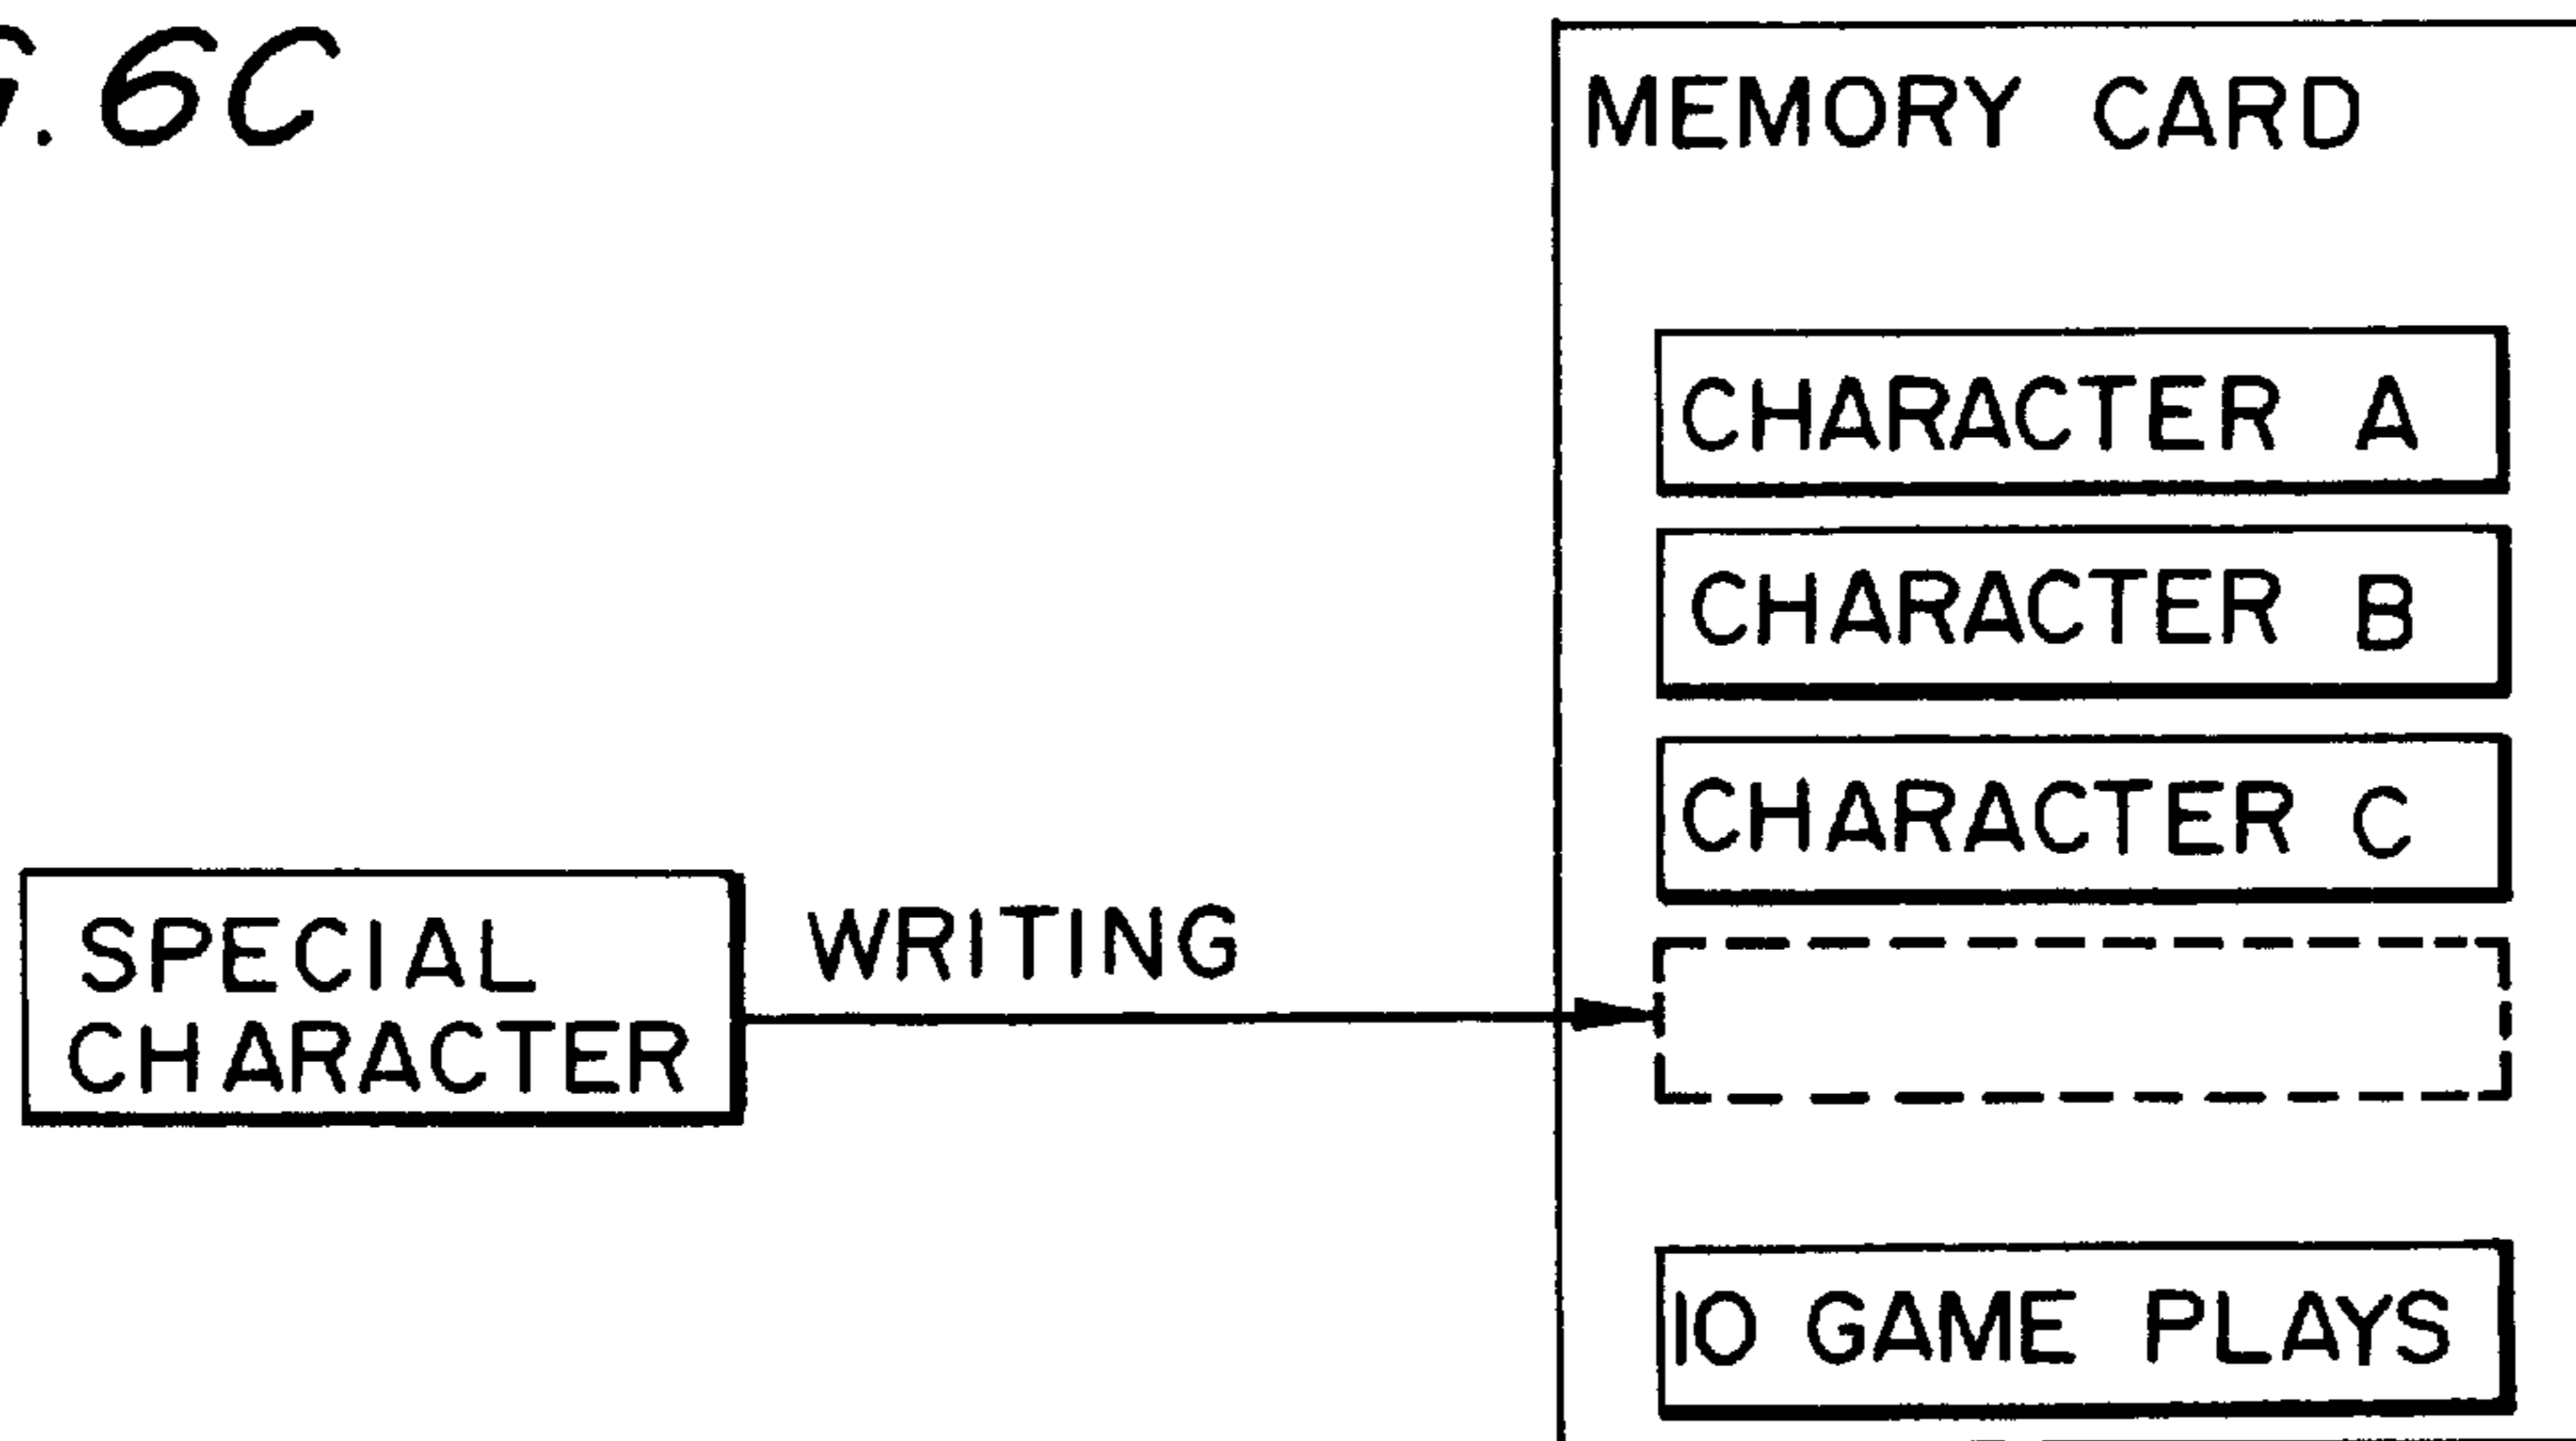 G. 6C
MEMORY CARD
CHARACTER A
CHARACTER B
CHARACTER C
SPECIAL
CHARACTER
WRITING
10 GAME PLAYS